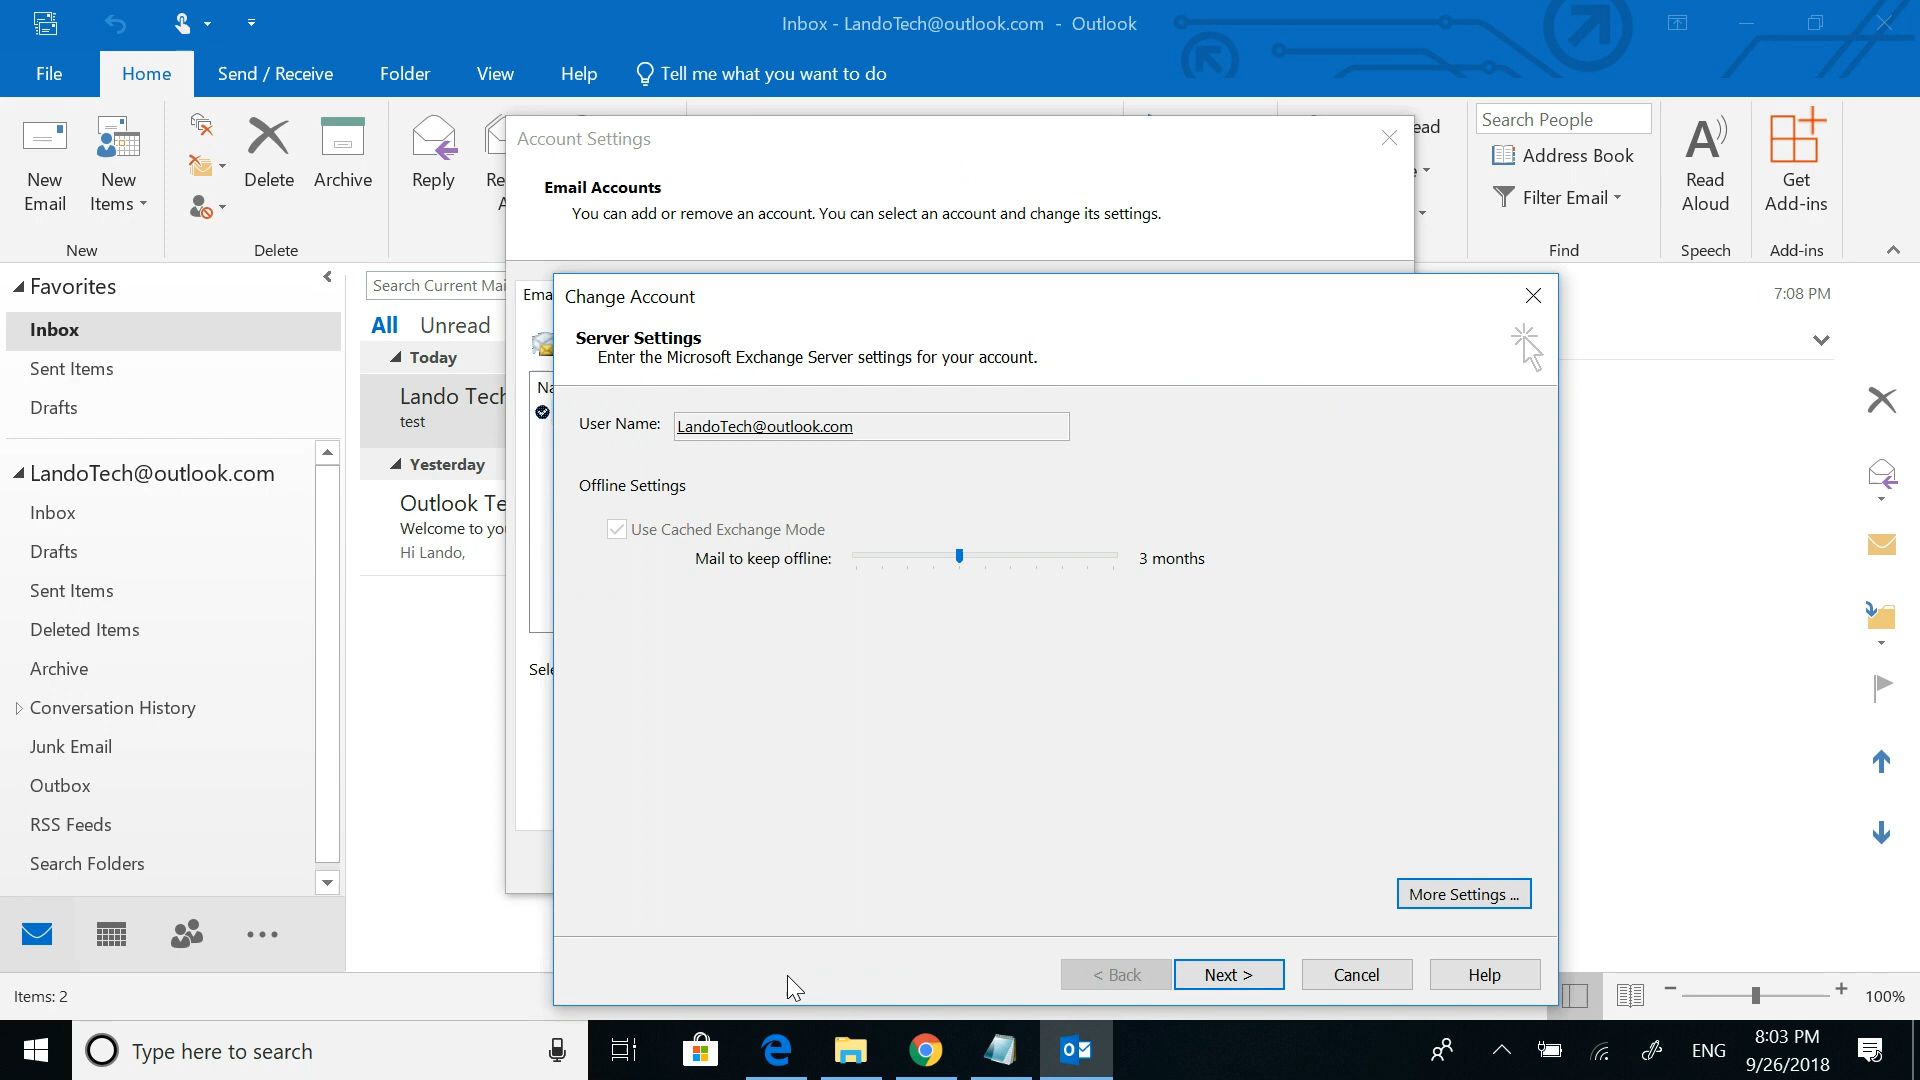 Inbox - LandoTech@outlook.com - Outlook
File Home Send / Receive Folder View Help Tell me what you want to do
New Email
New Items
New
Delete
Archive
Delete
Reply
Search People
Address Book
Filter Email
Find
Read Aloud
Speech
Get Add-ins
Add-ins
Favorites
Inbox
Sent Items
Drafts
LandoTech@outlook.com
Inbox
Drafts
Sent Items
Deleted Items
Archive
Conversation History
Junk Email
Outbox
RSS Feeds
Search Folders
Items: 2
Search Current Mai
All Unread
Today
Lando Tech
test
Yesterday
Outlook Te
Welcome to you
Hi Lando,
7:08 PM
Account Settings
Email Accounts
You can add or remove an account. You can select an account and change its settings.
Change Account
Server Settings
Enter the Microsoft Exchange Server settings for your account.
User Name: LandoTech@outlook.com
Offline Settings
Use Cached Exchange Mode
Mail to keep offline: 3 months
More Settings ...
< Back Next > Cancel Help
100%
Type here to search
ENG
8:03 PM
9/26/2018